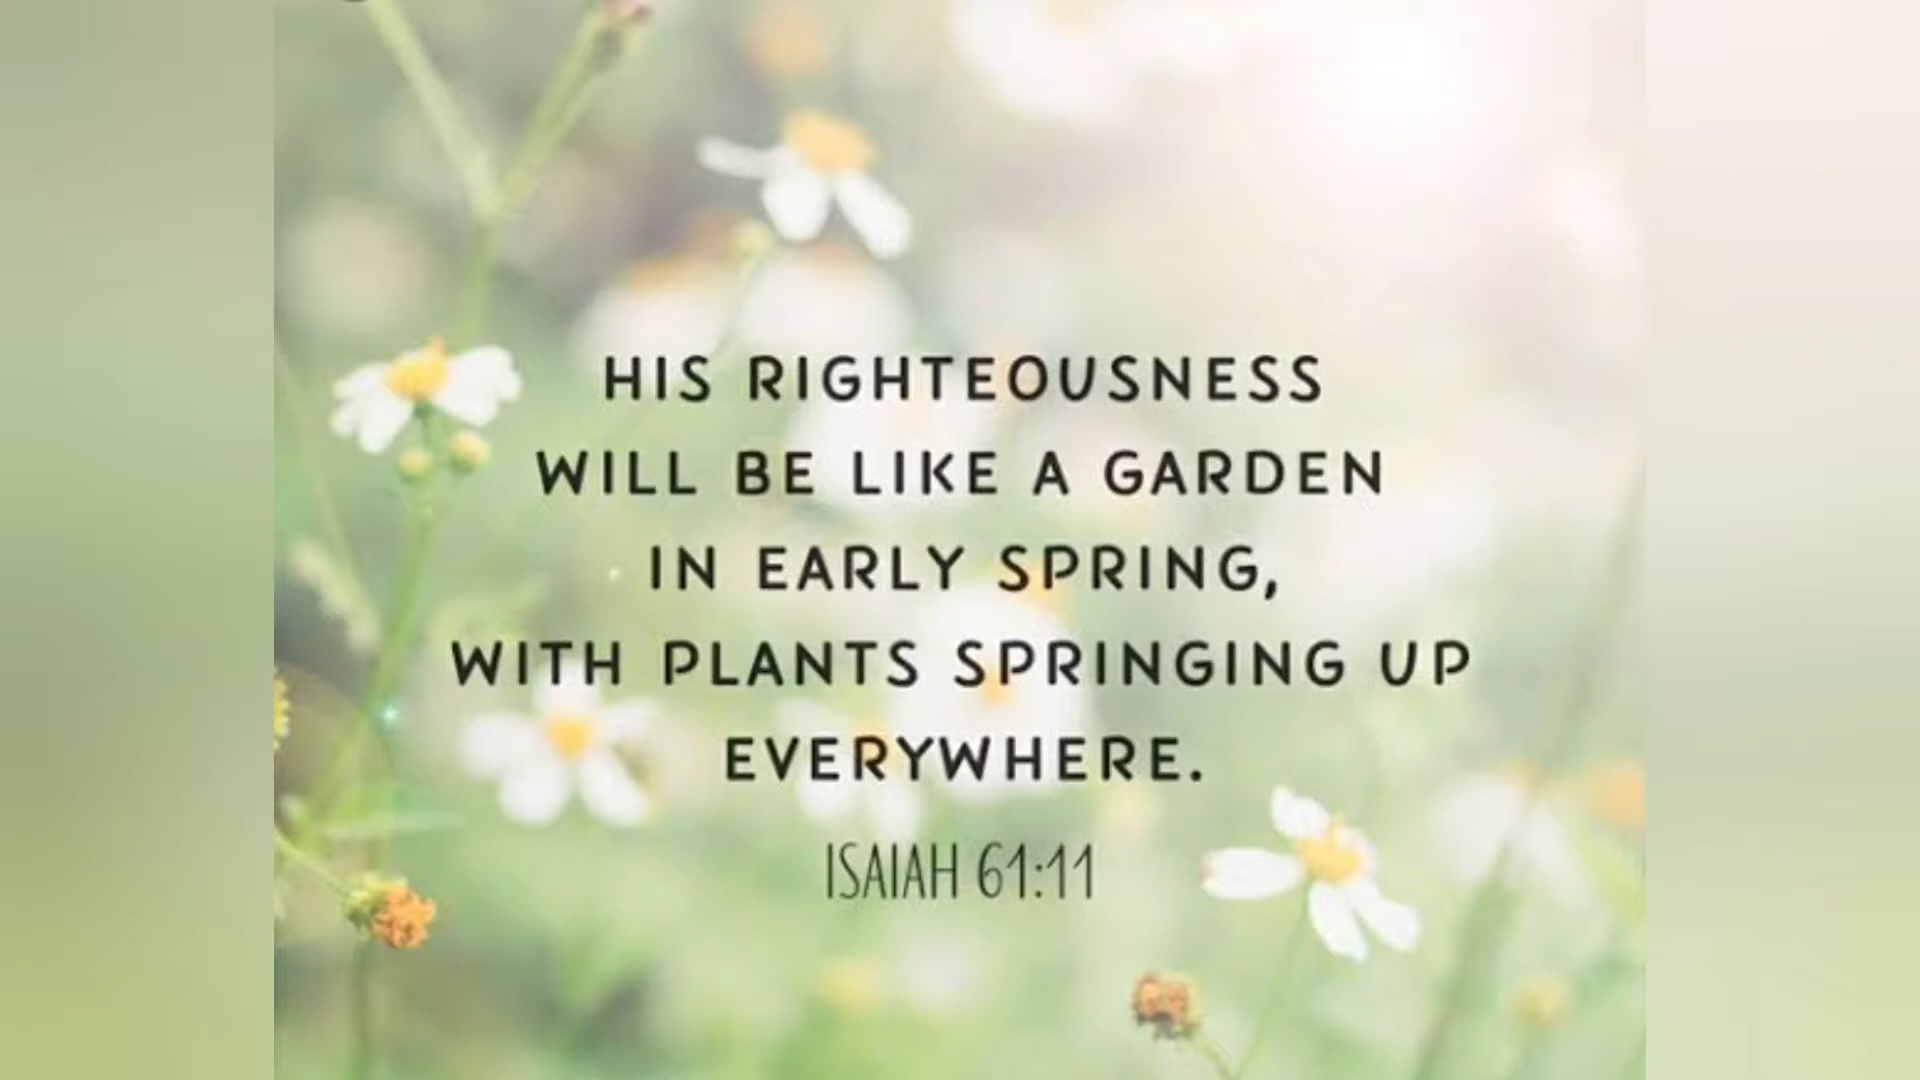 HIS RIGHTEOUSNESS
WILL BE LIKE A GARDEN
IN EARLY SPRING,
WITH PLANTS SPRINGING UP
EVERYWHERE.
ISAIAH 61:11